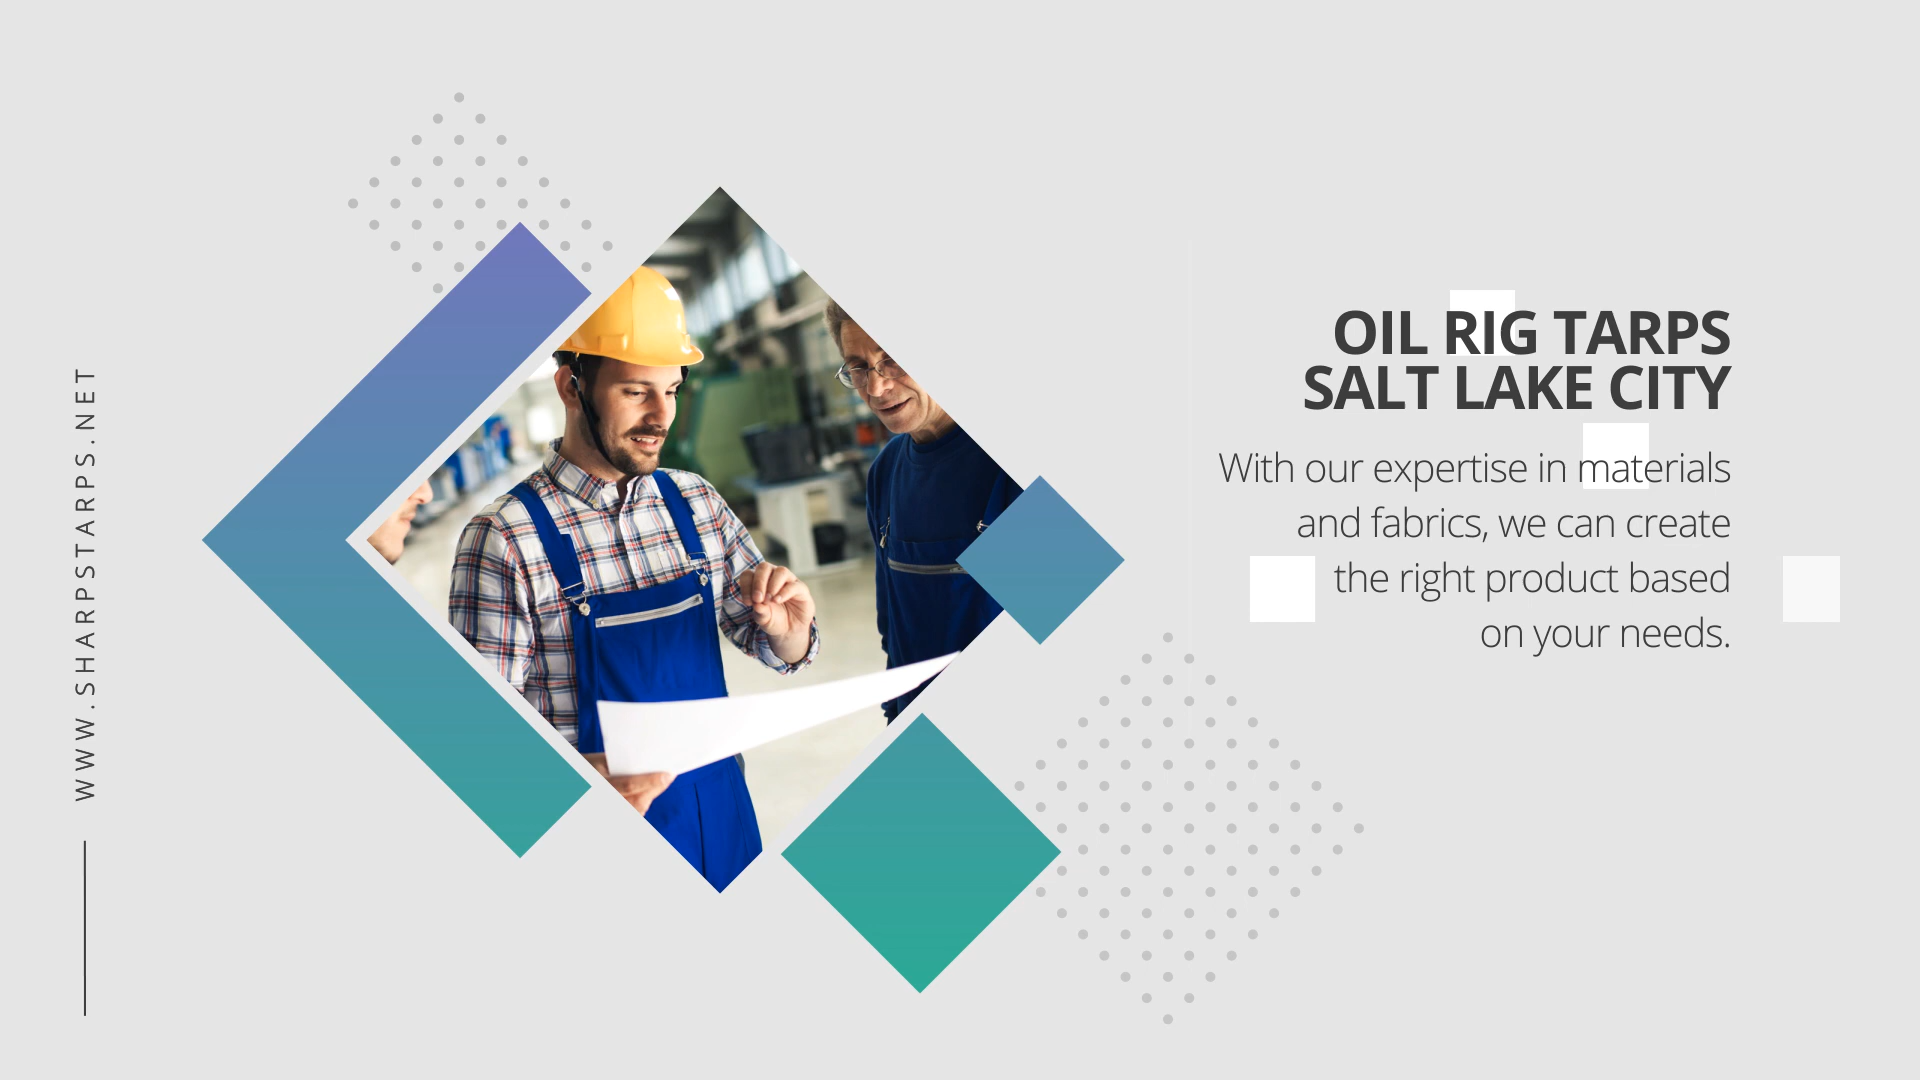 OIL RIG TARPS
SALT LAKE CITY
With our expertise in materials
and fabrics, we can create
the right product based
on your needs.
WWW.SHARPSTARPS.NET